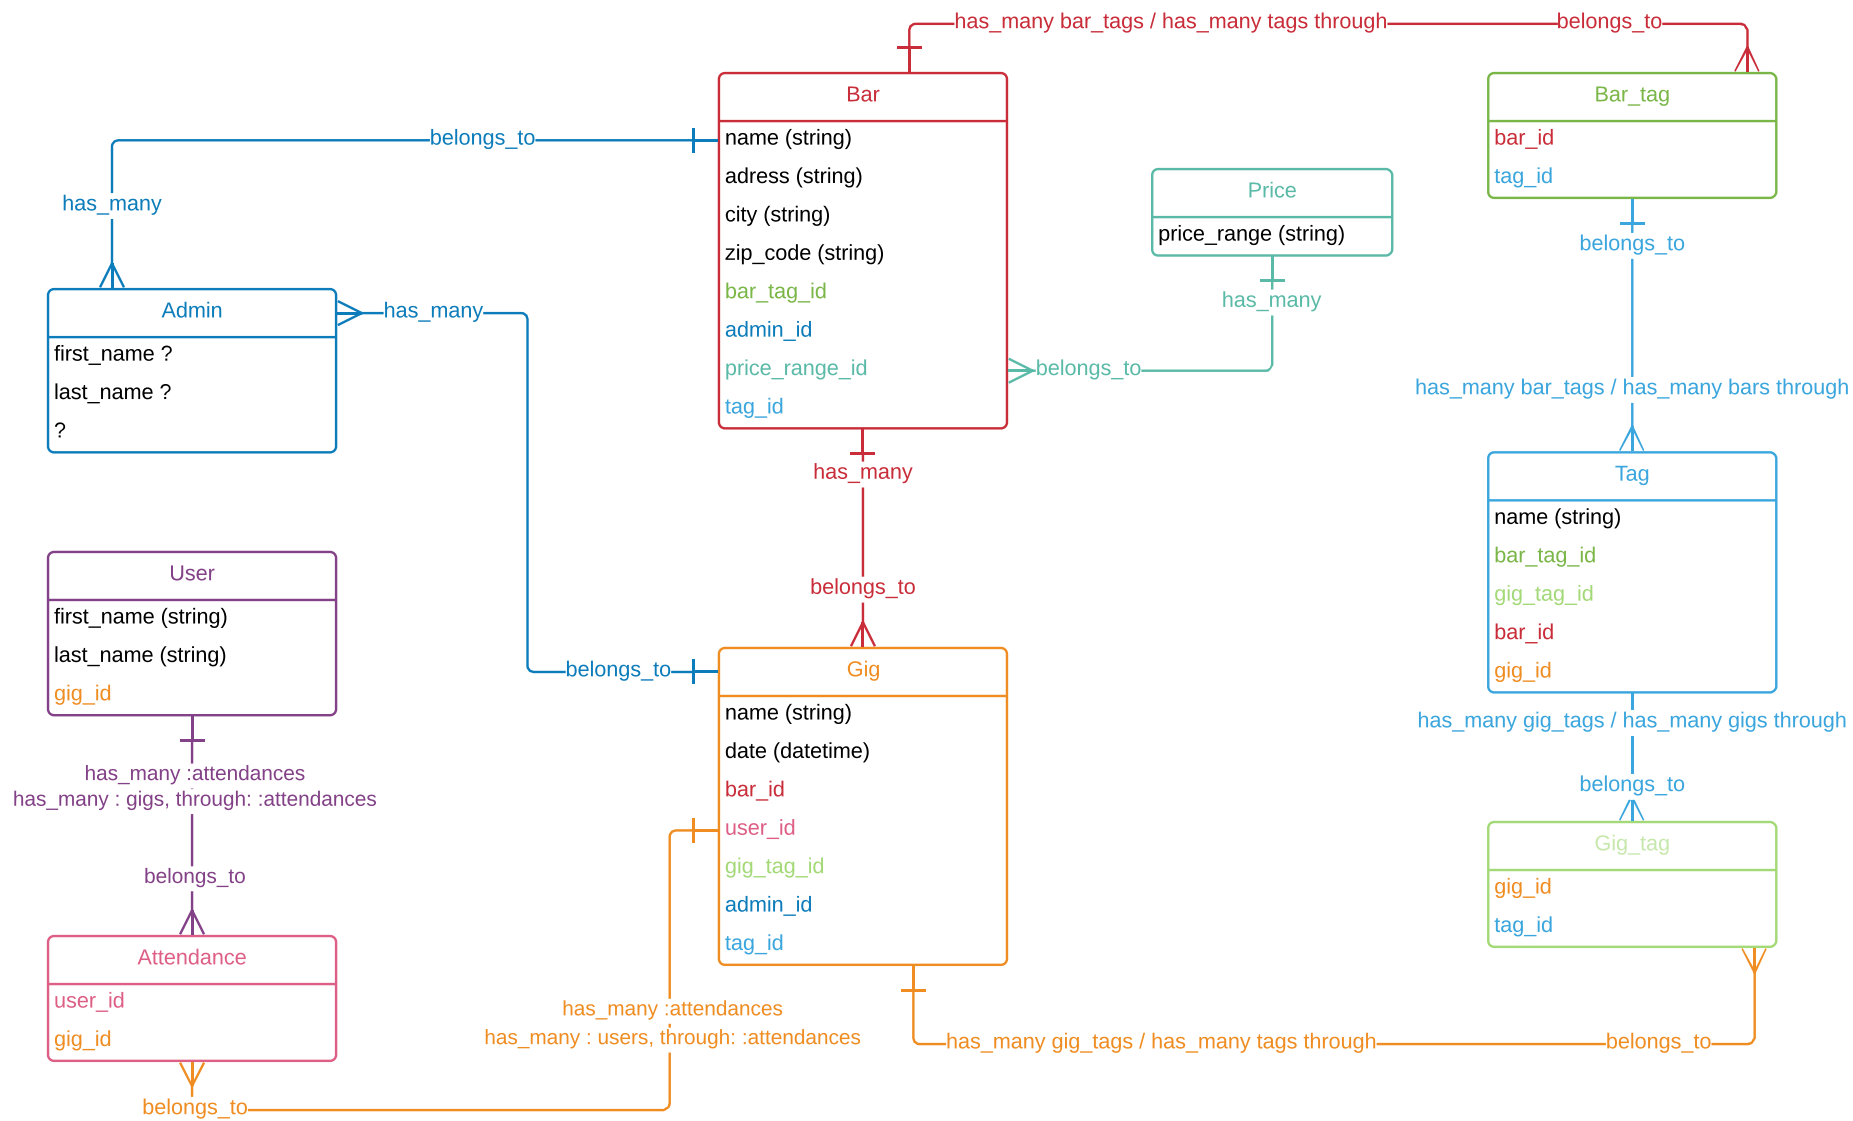 has_many bar_tags / has_many tags through
belongs_to
Bar
name (string)
adress (string)
city (string)
zip_code (string)
bar_tag_id
admin_id
price_range_id
tag_id
Bar_tag
bar_id
tag_id
belongs_to
has_many
Price
price_range (string)
has_many
belongs_to
belongs_to
has_many bar_tags / has_many bars through
Admin
first_name ?
last_name ?
?
has_many
belongs_to
has_many
belongs_to
Tag
name (string)
bar_tag_id
gig_tag_id
bar_id
gig_id
User
first_name (string)
last_name (string)
gig_id
Gig
name (string)
date (datetime)
bar_id
user_id
gig_tag_id
admin_id
tag_id
has_many gig_tags / has_many gigs through
belongs_to
has_many :attendances
has_many : gigs, through: :attendances
belongs_to
Gig_tag
gig_id
tag_id
Attendance
user_id
gig_id
has_many :attendances
has_many : users, through: :attendances
belongs_to
has_many gig_tags / has_many tags through
belongs_to